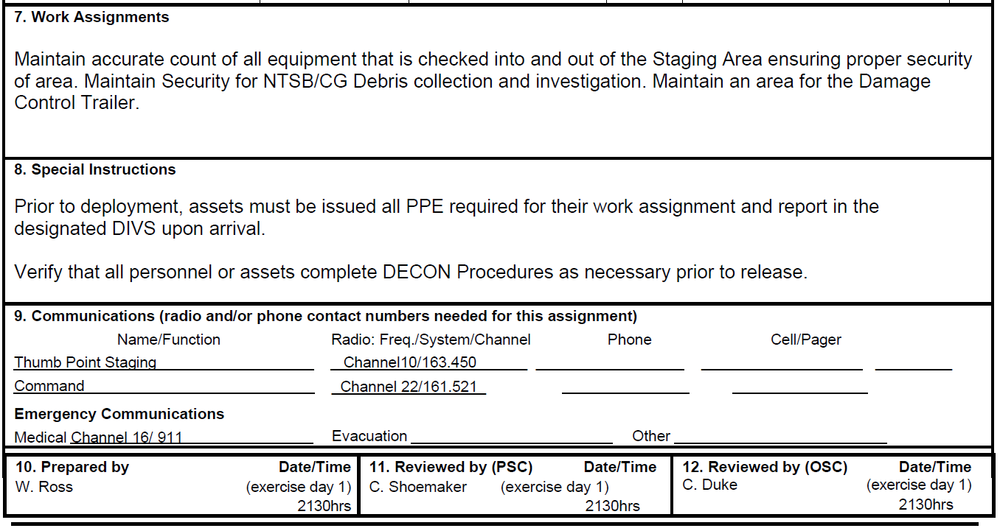 7. Work Assignments
Maintain accurate count of all equipment that is checked into and out of the Staging Area ensuring proper security
of area. Maintain Security for NTSB/CG Debris collection and investigation. Maintain an area for the Damage
Control Trailer.
8. Special Instructions
Prior to deployment, assets must be issued all PPE required for their work assignment and report in the
designated DIVS upon arrival.
Verify that all personnel or assets complete DECON Procedures as necessary prior to release.
9. Communications (radio and/or phone contact numbers needed for this assignment)
Name/Function Radio: Freq./System/Channel Phone Cell/Pager
Thumb Point Staging Channel10/163.450
Command Channel 22/161.521
Emergency Communications
Medical Channel 16/ 911 Evacuation Other
10. Prepared by Date/Time 11. Reviewed by (PSC) Date/Time 12. Reviewed by (OSC) Date/Time
W. Ross (exercise day 1) C. Shoemaker (exercise day 1) C. Duke (exercise day 1)
2130hrs 2130hrs 2130hrs